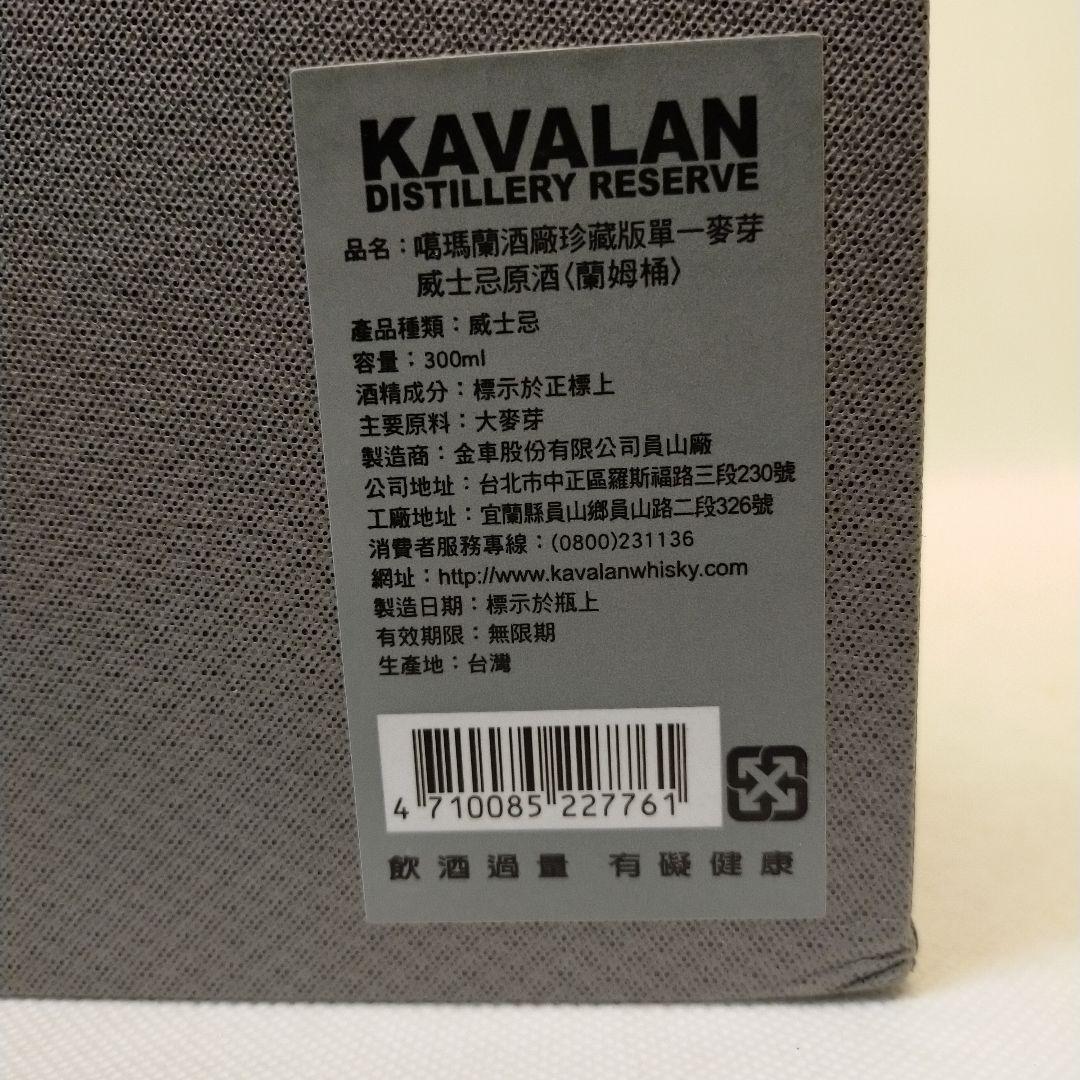 KAVALAN
DISTILLERY RESERVE
品名：噶瑪蘭酒廠珍藏版單一麥芽
威士忌原酒〈蘭姆桶〉
產品種類：威士忌
容量：300ml
酒精成分：標示於正標上
主要原料：大麥芽
製造商：金車股份有限公司員山廠
公司地址：台北市中正區羅斯福路三段230號
工廠地址：宜蘭縣員山鄉員山路二段326號
消費者服務專線：(0800)231136
網址：http://www.kavalanwhisky.com
製造日期：標示於瓶上
有效期限：無限期
生產地：台灣
4 710085 227761
飲酒過量 有礙健康